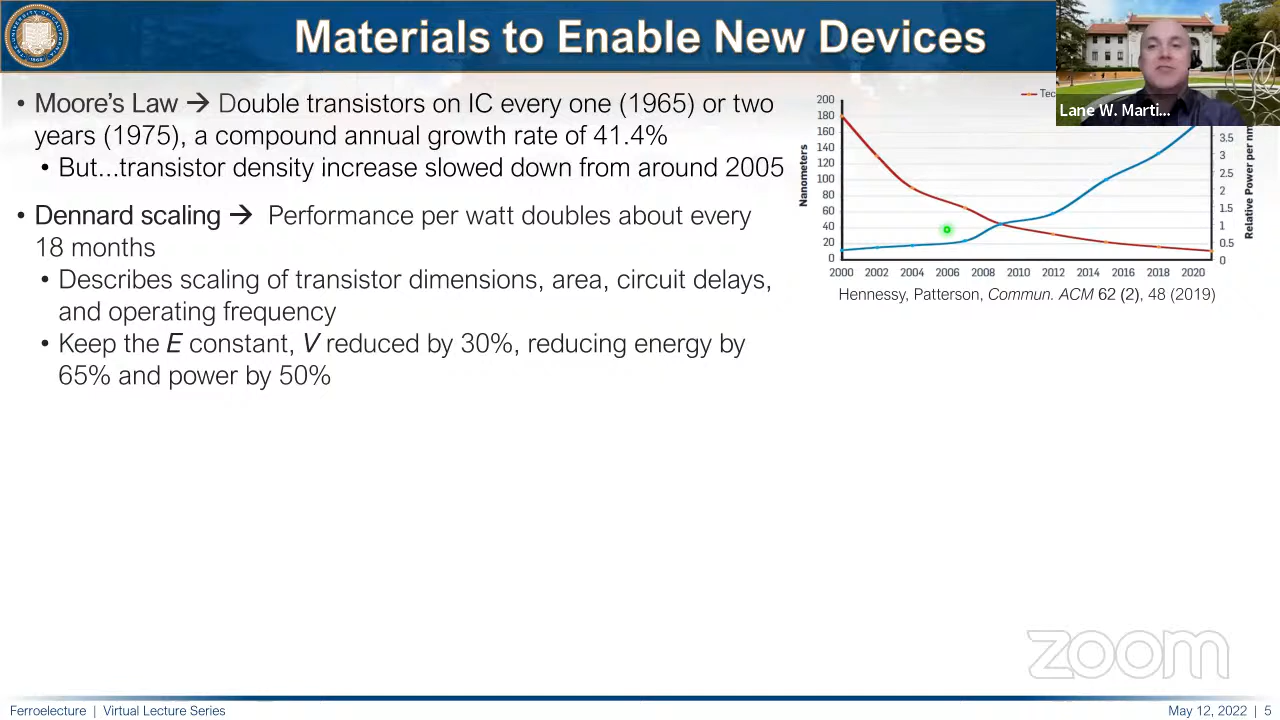 Materials to Enable New Devices
• Moore's Law → Double transistors on IC every one (1965) or two
years (1975), a compound annual growth rate of 41.4%
• But...transistor density increase slowed down from around 2005
• Dennard scaling → Performance per watt doubles about every
18 months
• Describes scaling of transistor dimensions, area, circuit delays,
and operating frequency
• Keep the E constant, V reduced by 30%, reducing energy by
65% and power by 50%
Lane W. Marti...
Tec
Nanometers
200
180
160
140
120
100
80
60
40
20
0
3.5
3
2.5
2
1.5
1
0.5
0
Relative Power per nm
2000 2002 2004 2006 2008 2010 2012 2014 2016 2018 2020
Hennessy, Patterson, Commun. ACM 62 (2), 48 (2019)
zoom
Ferroelecture | Virtual Lecture Series
May 12, 2022 | 5